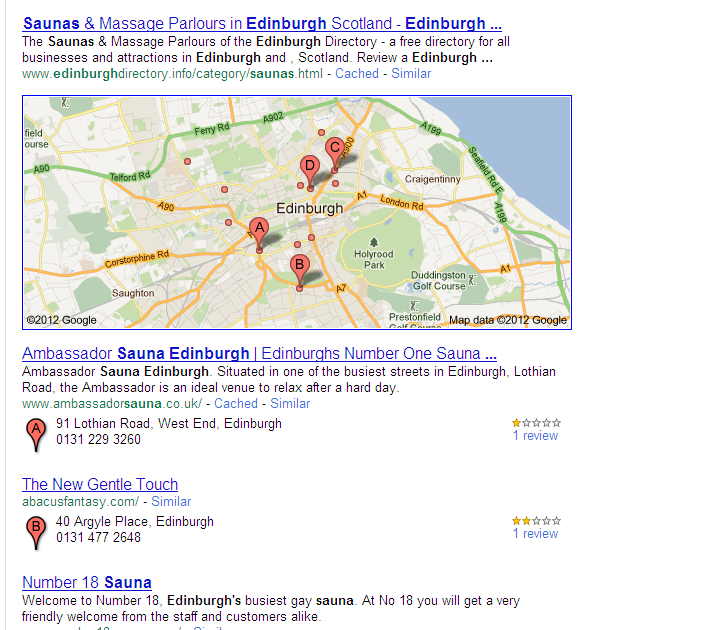 Saunas & Massage Parlours in Edinburgh Scotland - Edinburgh ...
The Saunas & Massage Parlours of the Edinburgh Directory - a free directory for all
businesses and attractions in Edinburgh and , Scotland. Review a Edinburgh ...
www.edinburghdirectory.info/category/saunas.html - Cached - Similar
field
ourse
Ferry Rd
A902
A900
A199
Seafield Rd E
A199
A90
Telford Rd
C
D
Craigentinny
A90
Edinburgh
A1
London Rd
A
Corstorphine Rd
B
Holyrood
Park
Saughton
A7
Duddingston
Golf Course
A1
Prestonfield
Golf Course
©2012 Google
Map data ©2012 Google
Ambassador Sauna Edinburgh | Edinburghs Number One Sauna ...
Ambassador Sauna Edinburgh. Situated in one of the busiest streets in Edinburgh, Lothian
Road, the Ambassador is an ideal venue to relax after a hard day.
www.ambassadorsauna.co.uk/ - Cached - Similar
A
91 Lothian Road, West End, Edinburgh
0131 229 3260
1 review
The New Gentle Touch
abacusfantasy.com/ - Similar
B
40 Argyle Place, Edinburgh
0131 477 2648
1 review
Number 18 Sauna
Welcome to Number 18, Edinburgh's busiest gay sauna. At No 18 you will get a very
friendly welcome from the staff and customers alike.